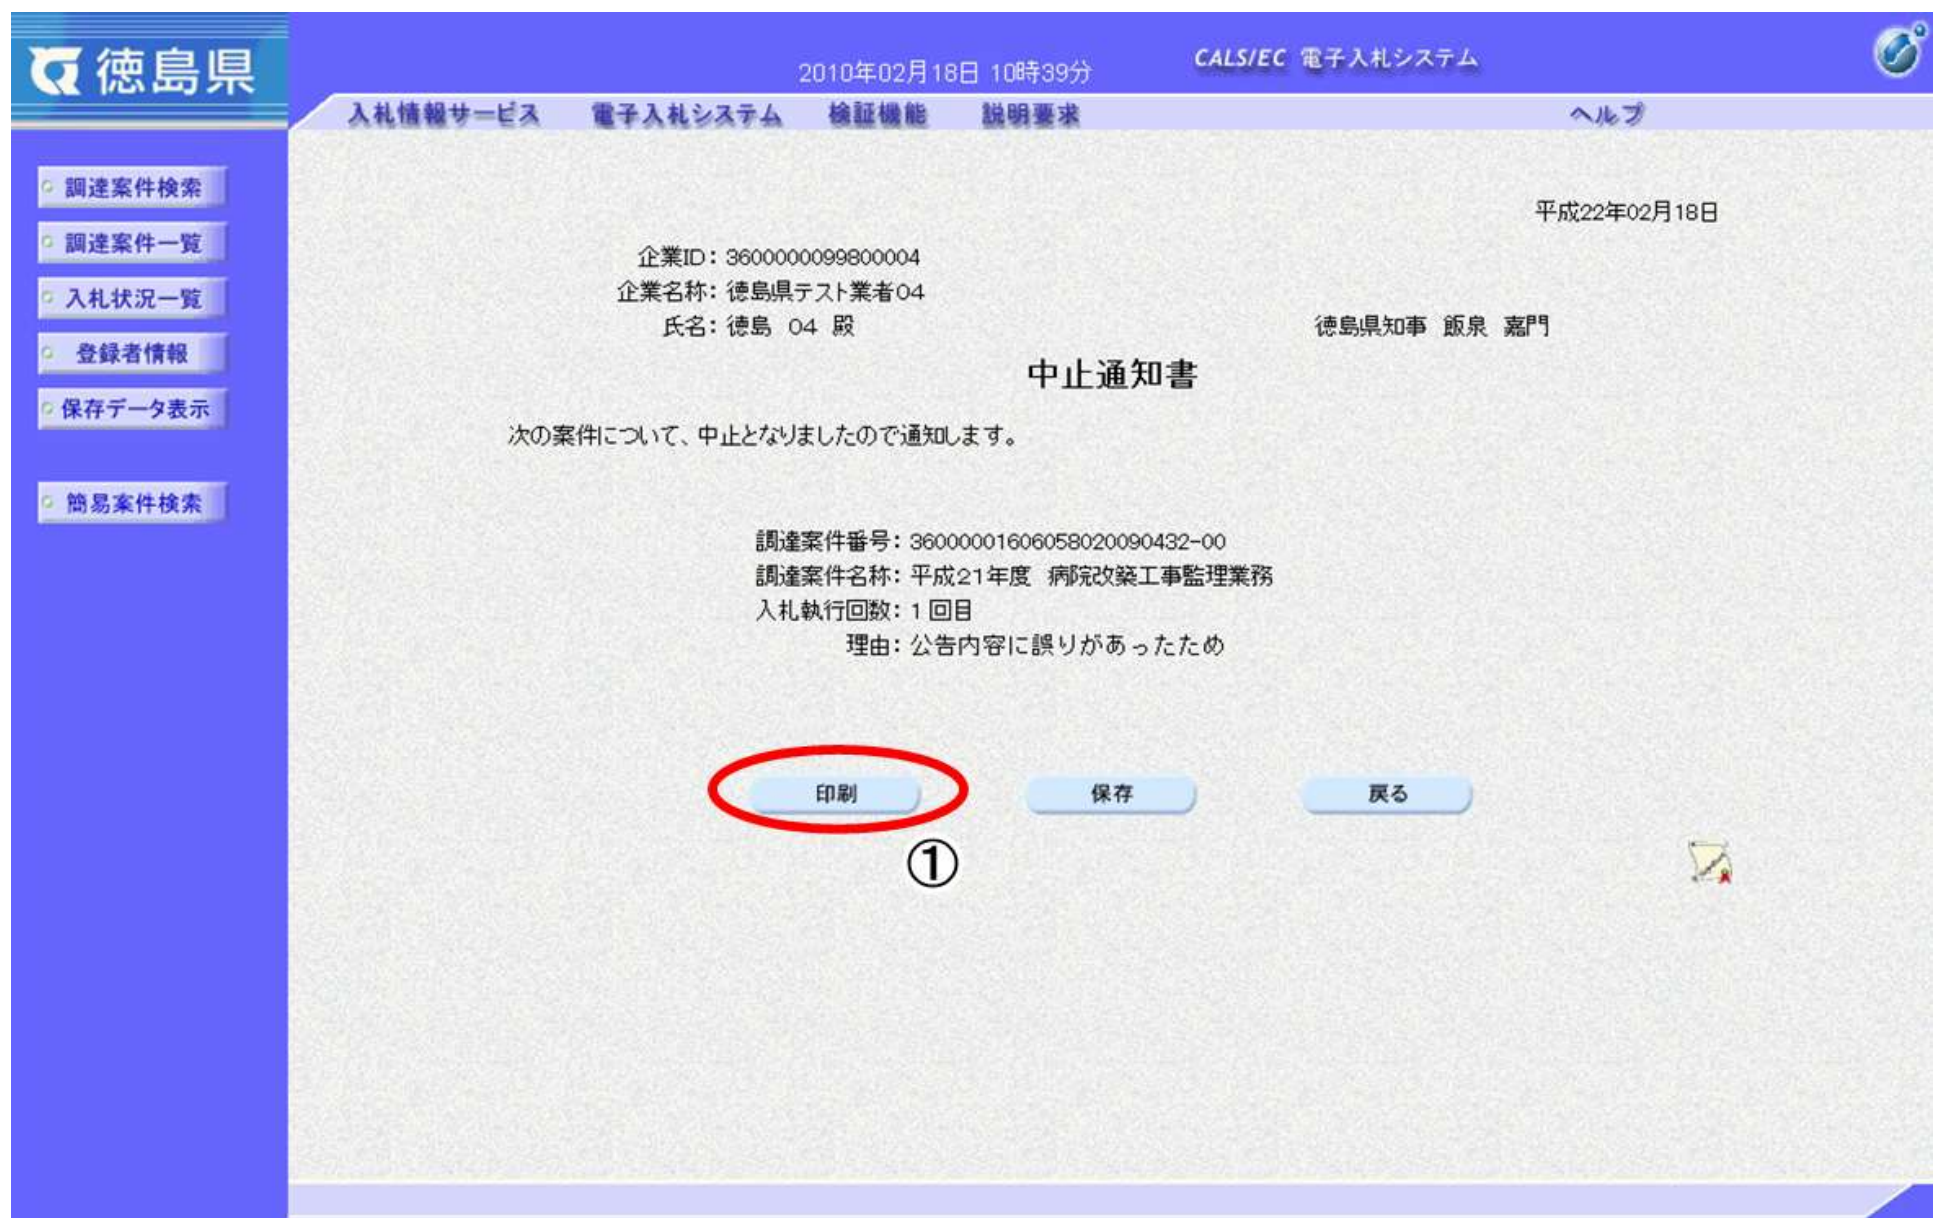 徳島県
2010年02月18日 10時39分
CALS/EC 電子入札システム
入札情報サービス 電子入札システム 検証機能 説明要求 ヘルプ
調達案件検索
調達案件一覧
入札状況一覧
登録者情報
保存データ表示
簡易案件検索
平成22年02月18日
企業ID：3600000099800004
企業名称：徳島県テスト業者04
氏名：徳島 04 殿
徳島県知事 飯泉 嘉門
中止通知書
次の案件について、中止となりましたので通知します。
調達案件番号：36000001606058020090432-00
調達案件名称：平成21年度 病院改築工事監理業務
入札執行回数：1 回目
理由：公告内容に誤りがあったため
印刷 保存 戻る
①